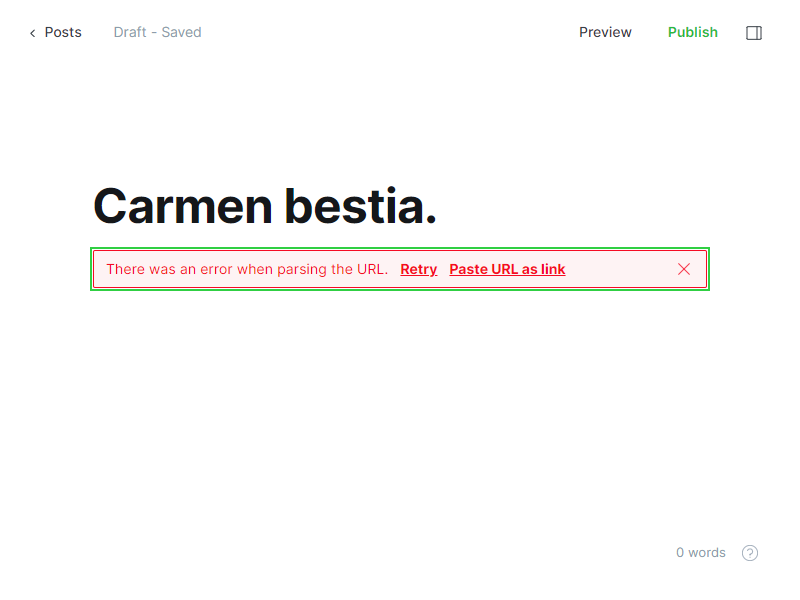 Posts Draft - Saved Preview Publish
Carmen bestia.
There was an error when parsing the URL. Retry Paste URL as link
0 words